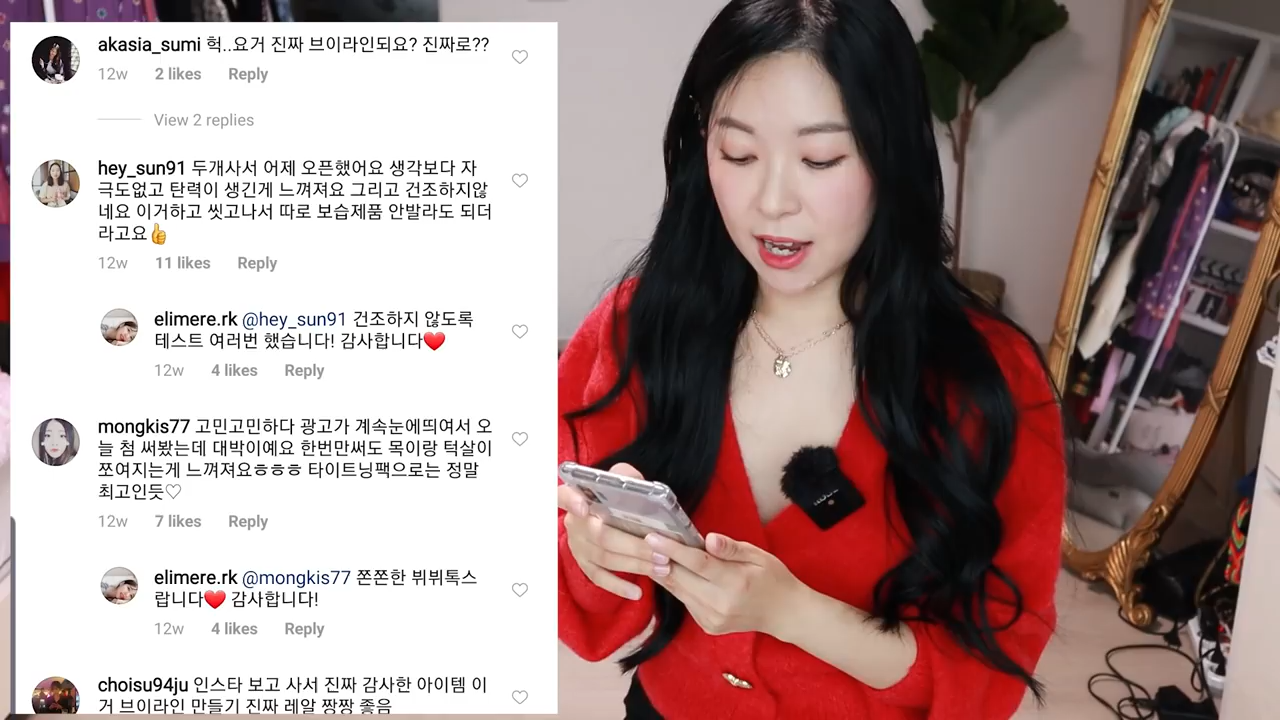 akasia_sumi 헉..요거 진짜 브이라인되요? 진짜로??
12w 2 likes Reply
View 2 replies
hey_sun91 두개사서 어제 오픈했어요 생각보다 자
극도없고 탄력이 생긴게 느껴져요 그리고 건조하지않
네요 이거하고 씻고나서 따로 보습제품 안발라도 되더
라고요👍
12w 11 likes Reply
elimere.rk @hey_sun91 건조하지 않도록
테스트 여러번 했습니다! 감사합니다❤️
12w 4 likes Reply
mongkis77 고민고민하다 광고가 계속눈에띄여서 오
늘 첨 써봤는데 대박이예요 한번만써도 목이랑 턱살이
쪼여지는게 느껴져요ㅎㅎㅎ 타이트닝팩으로는 정말
최고인듯♡
12w 7 likes Reply
elimere.rk @mongkis77 쫀쫀한 뷔뷔톡스
랍니다❤️ 감사합니다!
12w 4 likes Reply
choisu94ju 인스타 보고 사서 진짜 감사한 아이템 이
거 브이라인 만들기 진짜 레알 짱짱 좋음